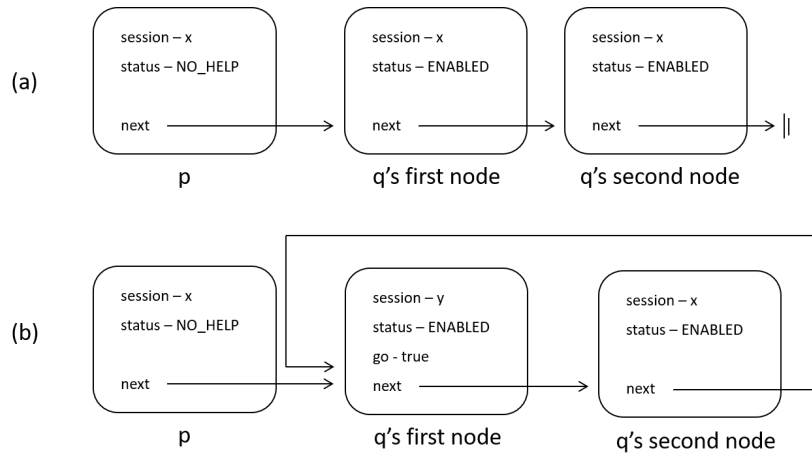 (a)
session – x
status – NO_HELP
next
p
session – x
status – ENABLED
next
q's first node
session – x
status – ENABLED
next
q's second node
(b)
session – x
status – NO_HELP
next
p
session – y
status – ENABLED
go - true
next
q's first node
session – x
status – ENABLED
next
q's second node